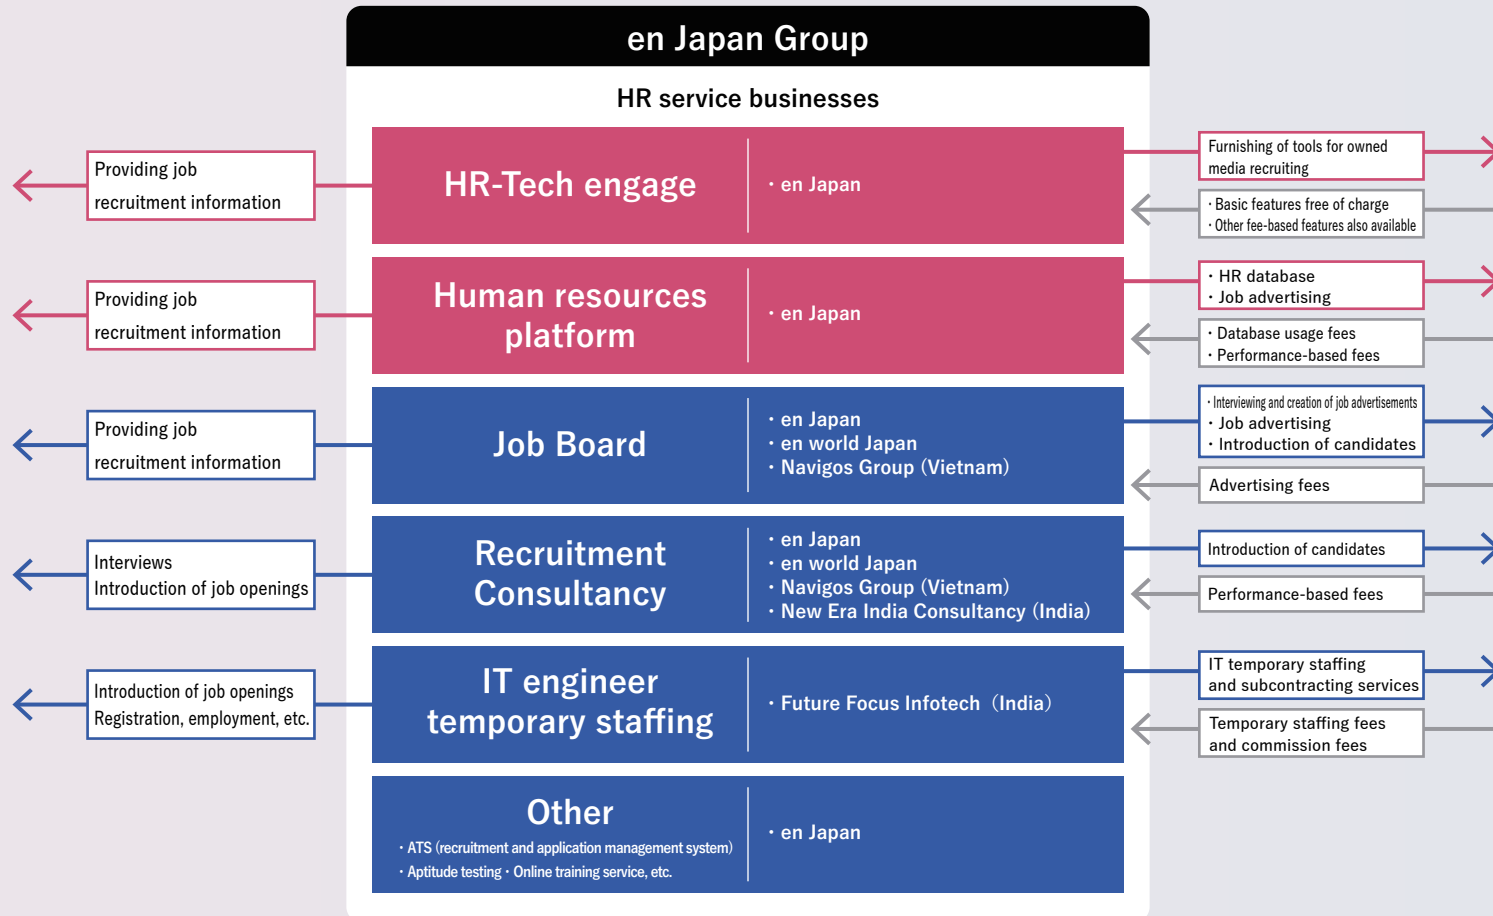 en Japan Group
HR service businesses
Providing job
recruitment information
HR-Tech engage
・en Japan
Furnishing of tools for owned
media recruiting
・Basic features free of charge
・Other fee-based features also available
Providing job
recruitment information
Human resources
platform
・en Japan
・HR database
・Job advertising
・Database usage fees
・Performance-based fees
Providing job
recruitment information
Job Board
・en Japan
・en world Japan
・Navigos Group (Vietnam)
・Interviewing and creation of job advertisements
・Job advertising
・Introduction of candidates
Advertising fees
Interviews
Introduction of job openings
Recruitment
Consultancy
・en Japan
・en world Japan
・Navigos Group (Vietnam)
・New Era India Consultancy (India)
Introduction of candidates
Performance-based fees
Introduction of job openings
Registration, employment, etc.
IT engineer
temporary staffing
・Future Focus Infotech（India）
IT temporary staffing
and subcontracting services
Temporary staffing fees
and commission fees
Other
・ATS (recruitment and application management system)
・Aptitude testing・Online training service, etc.
・en Japan